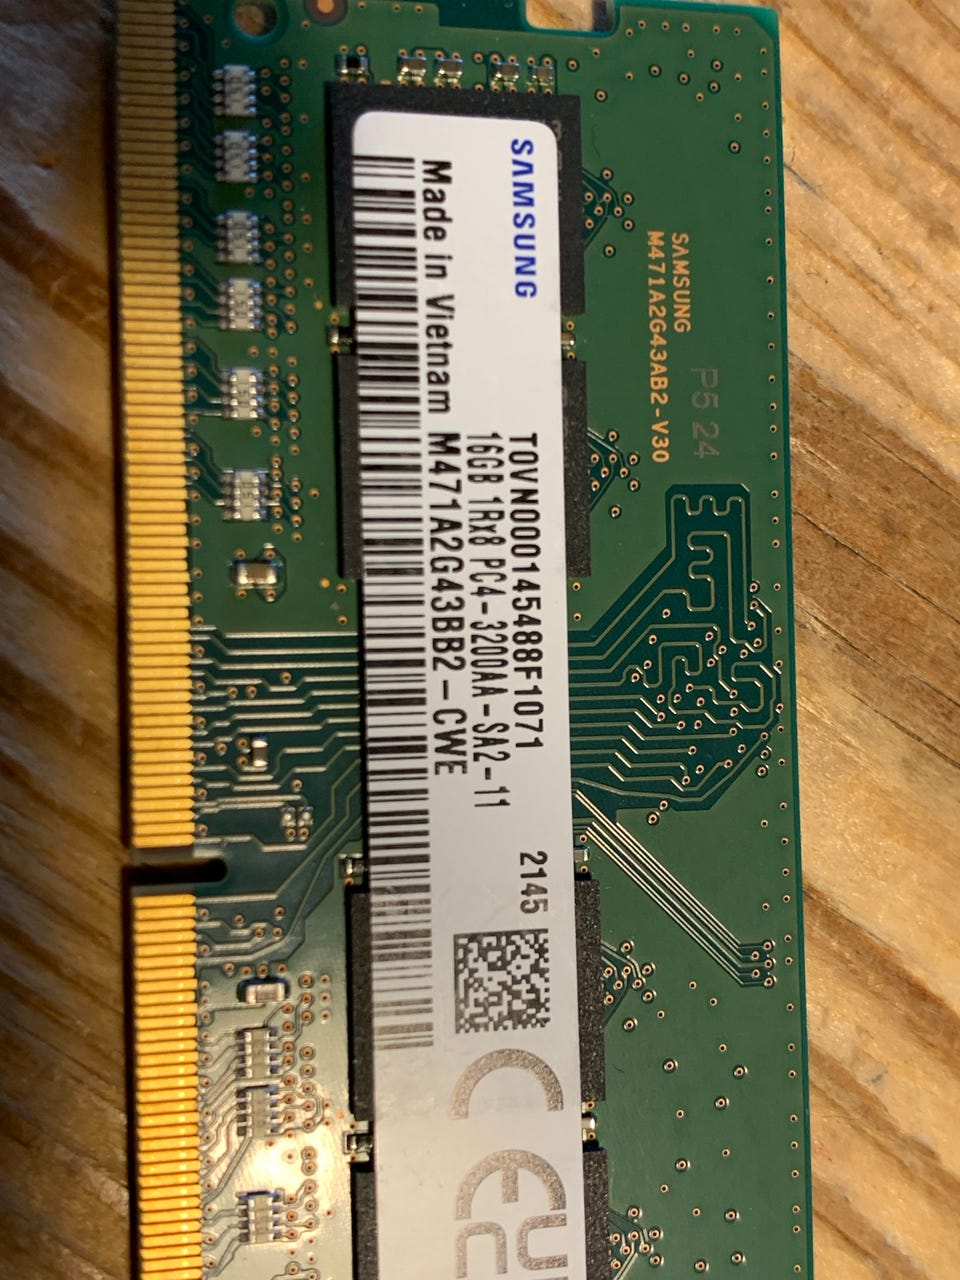 SAMSUNG
M471A2G43AB2-V30
P5 24
SAMSUNG
T0VN000145488F1071
2145
16GB 1Rx8 PC4-3200AA-SA2-11
Made in Vietnam M471A2G43BB2-CWE
CE